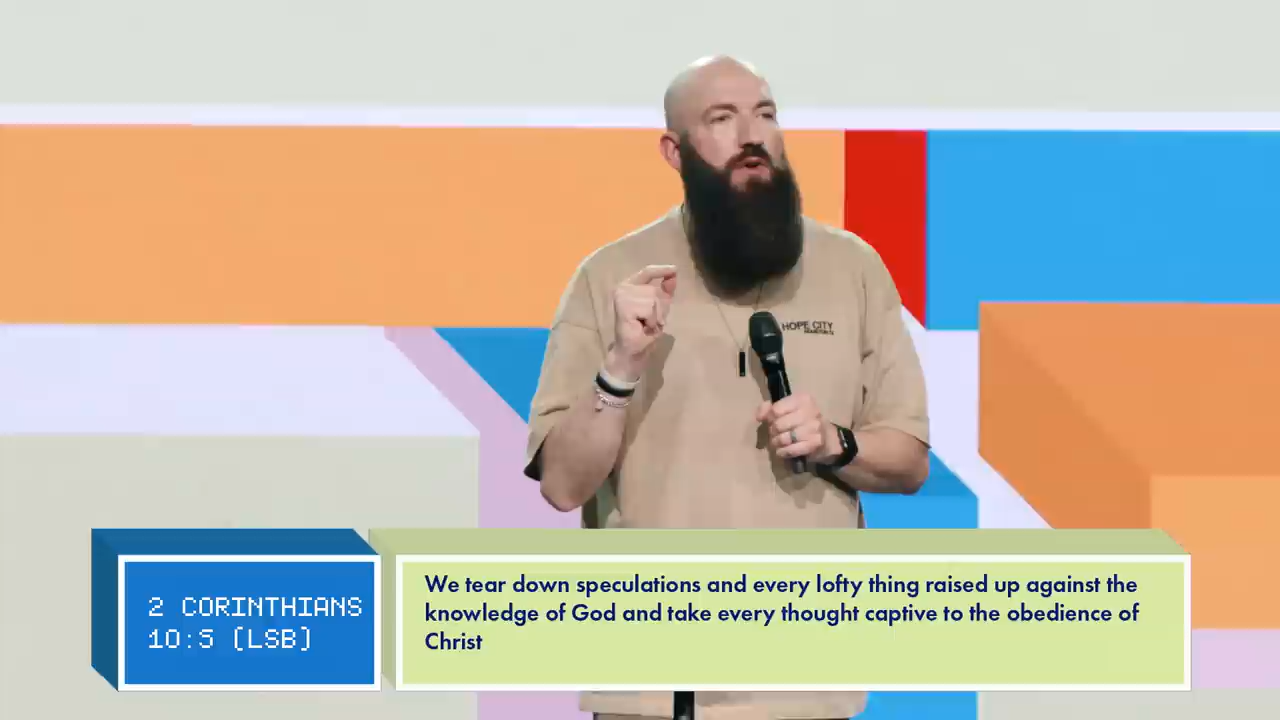 HOPE CITY
2 CORINTHIANS
10:5 [LSB]
We tear down speculations and every lofty thing raised up against the
knowledge of God and take every thought captive to the obedience of
Christ